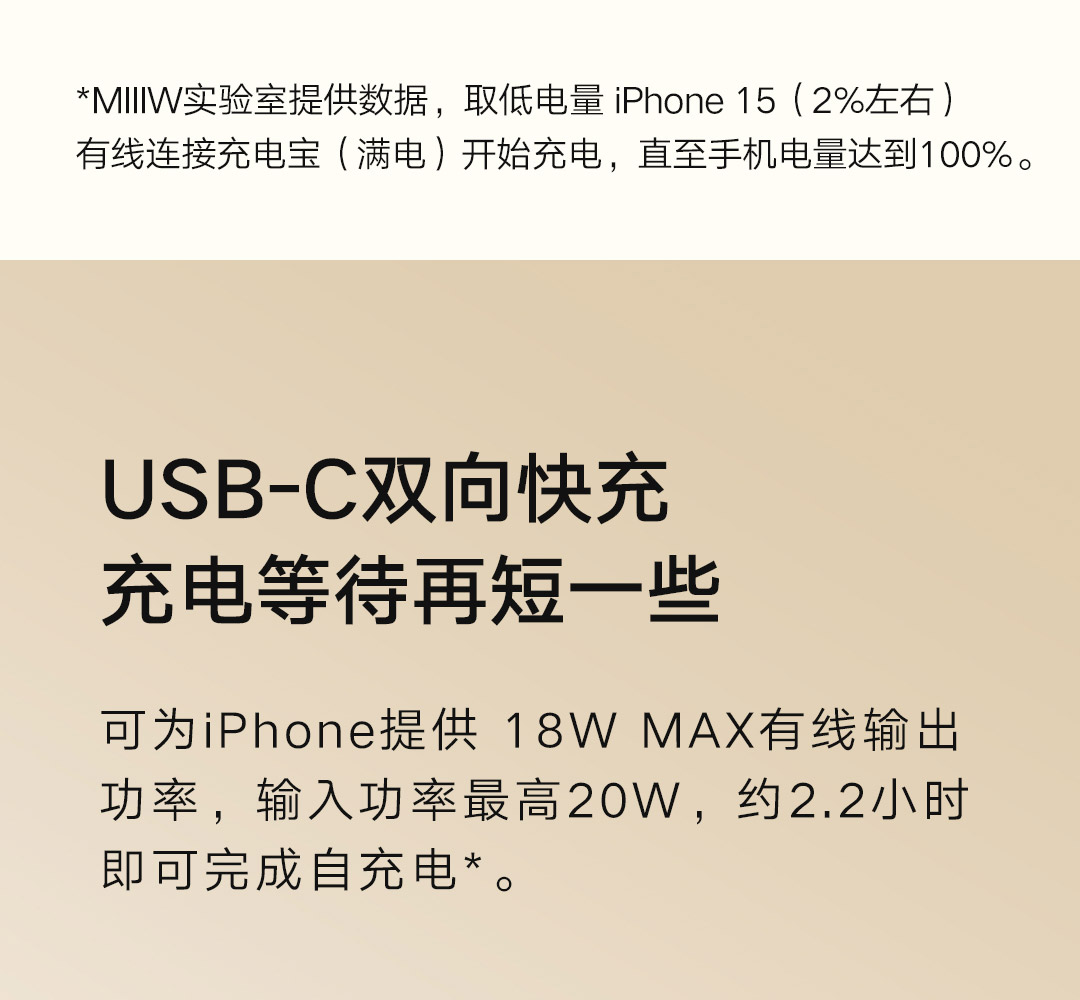 *MIIIW实验室提供数据，取低电量 iPhone 15（2%左右）
有线连接充电宝（满电）开始充电，直至手机电量达到100%。
USB-C双向快充
充电等待再短一些
可为iPhone提供 18W MAX有线输出
功率，输入功率最高20W，约2.2小时
即可完成自充电*。